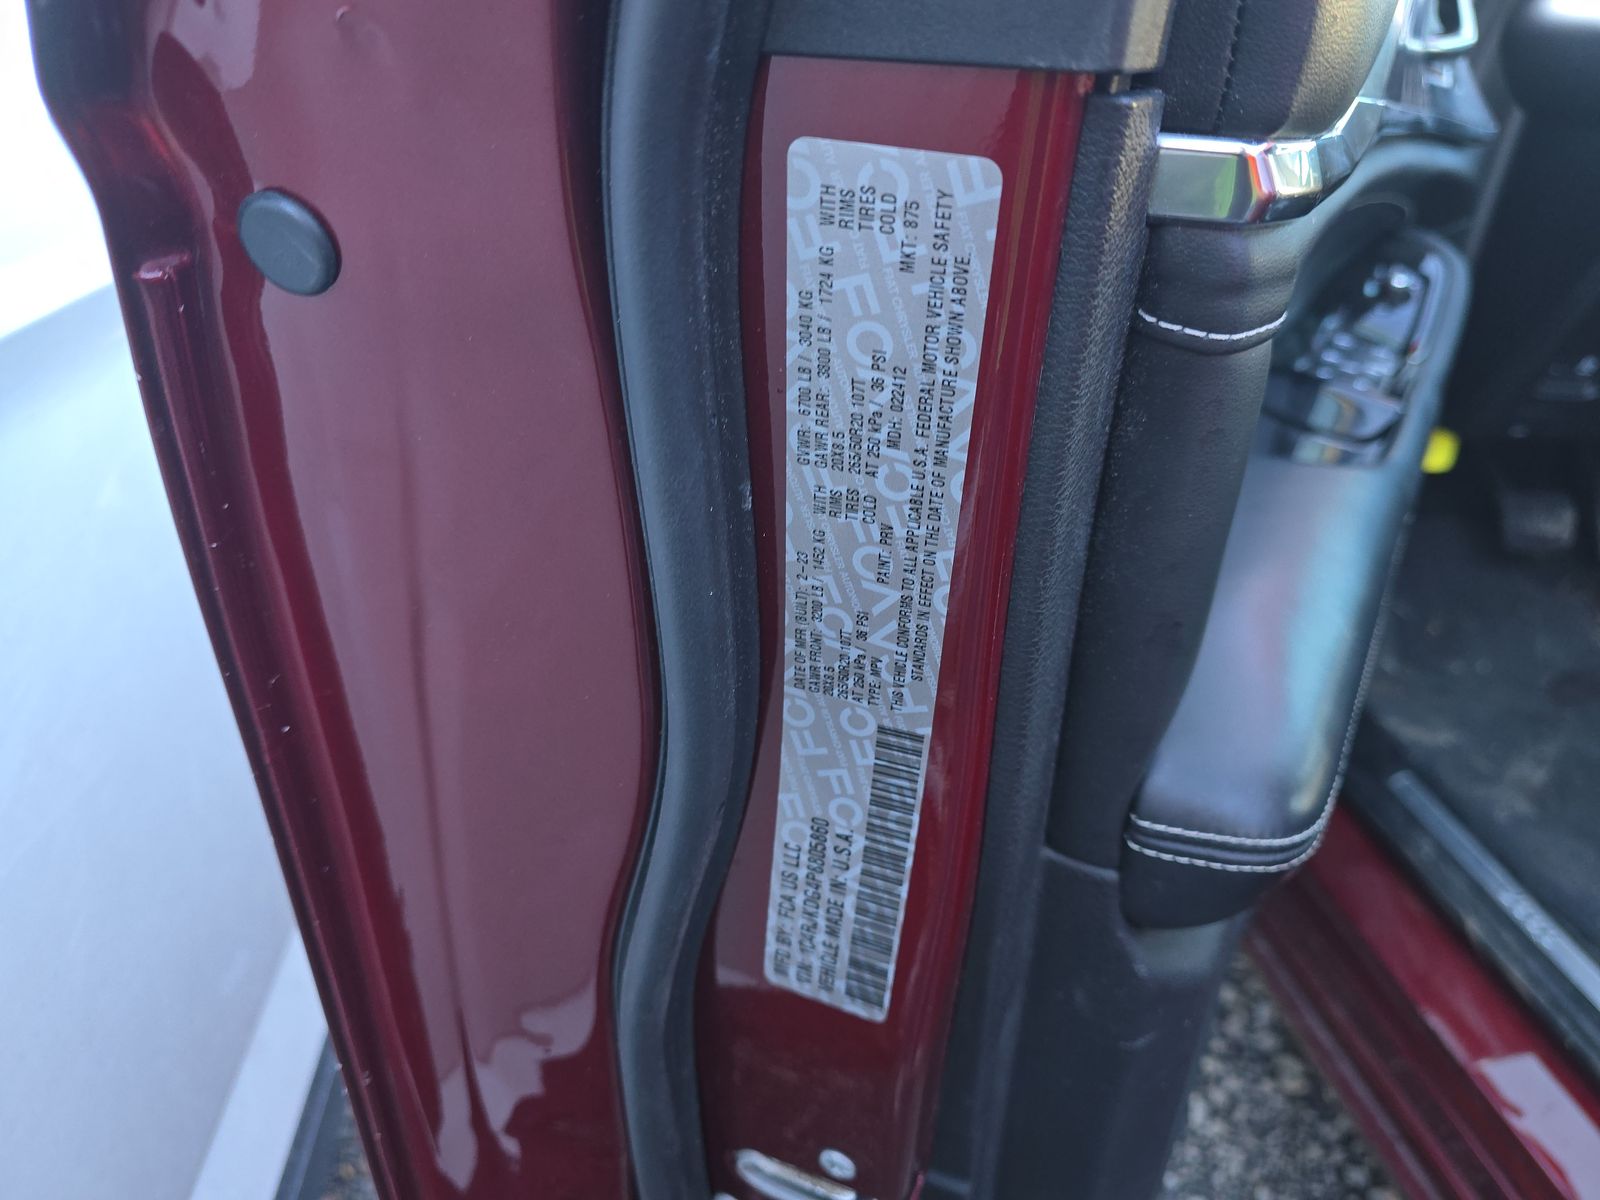 MFD BY: FCA US LLC
DATE OF MFR (BUILT): 2-23
GVWR: 6700 LB / 3040 KG
GAWR FRONT: 3200 LB / 1452 KG WITH
GAWR REAR: 3800 LB / 1724 KG WITH
20X8.5 RIMS
20X8.5 RIMS
265/50R20 107T TIRES
265/50R20 107T TIRES
AT 250 kPa / 36 PSI COLD
AT 250 kPa / 36 PSI COLD
VIN: 1C4RJKDG4P8805860
TYPE: MPV
PAINT: PRV
MDH: 022412
MKT: 875
VEHICLE MADE IN: U.S.A.
THIS VEHICLE CONFORMS TO ALL APPLICABLE U.S.A. FEDERAL MOTOR VEHICLE SAFETY
STANDARDS IN EFFECT ON THE DATE OF MANUFACTURE SHOWN ABOVE.